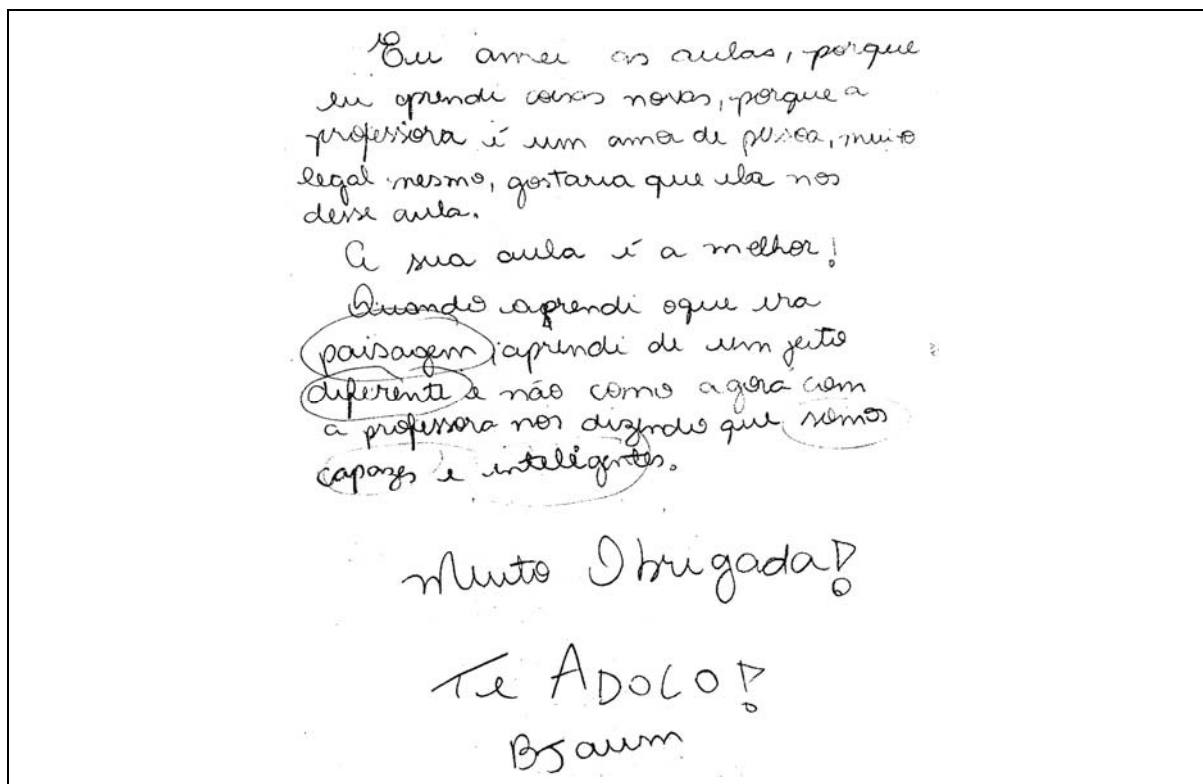 Eu amei as aulas, porque
eu aprendi coisas novas, porque a
professora é um amor de pessoa, muito
legal mesmo, gostaria que ela nos
desse aula.
A sua aula é a melhor!
Quando aprendi oque era
paisagem, aprendi de um jeito
diferente e não como agora com
a professora nos dizendo que somos
capazes e inteligentes.
Muito Obrigada!
Te ADOLO!
BJaum